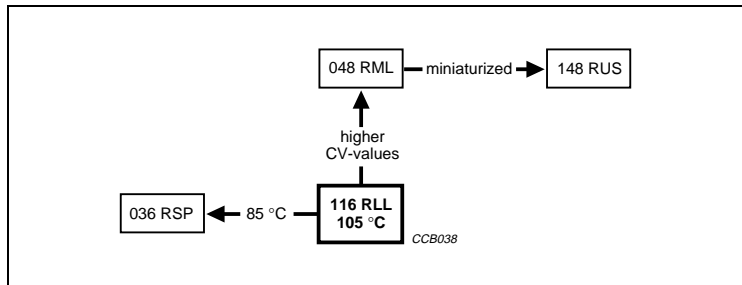 048 RML
miniaturized
148 RUS
higher
CV-values
036 RSP
85 °C
116 RLL
105 °C
CCB038